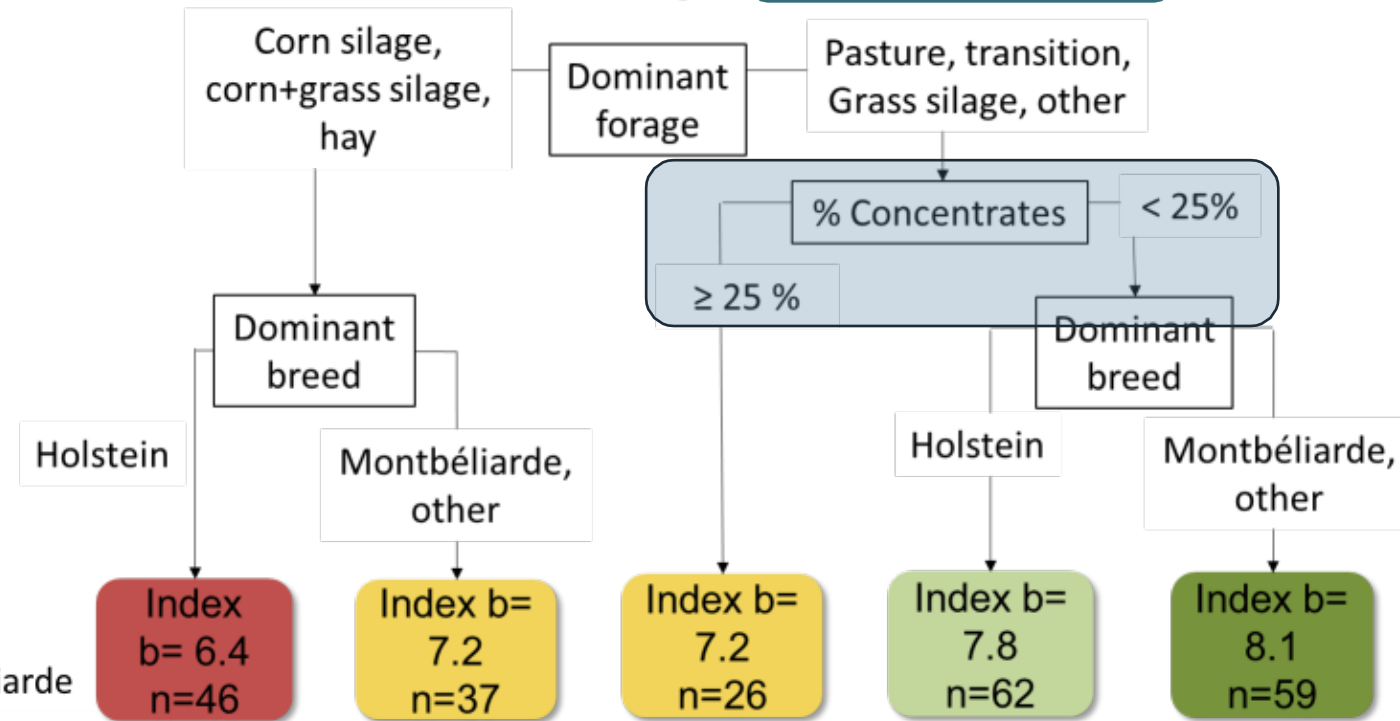 Corn silage,
corn+grass silage,
hay
Dominant
forage
Pasture, transition,
Grass silage, other
% Concentrates
< 25%
≥ 25 %
Dominant
breed
Dominant
breed
Holstein
Montbéliarde,
other
Holstein
Montbéliarde,
other
Index
b= 6.4
n=46
Index b=
7.2
n=37
Index b=
7.2
n=26
Index b=
7.8
n=62
Index b=
8.1
n=59
iarde